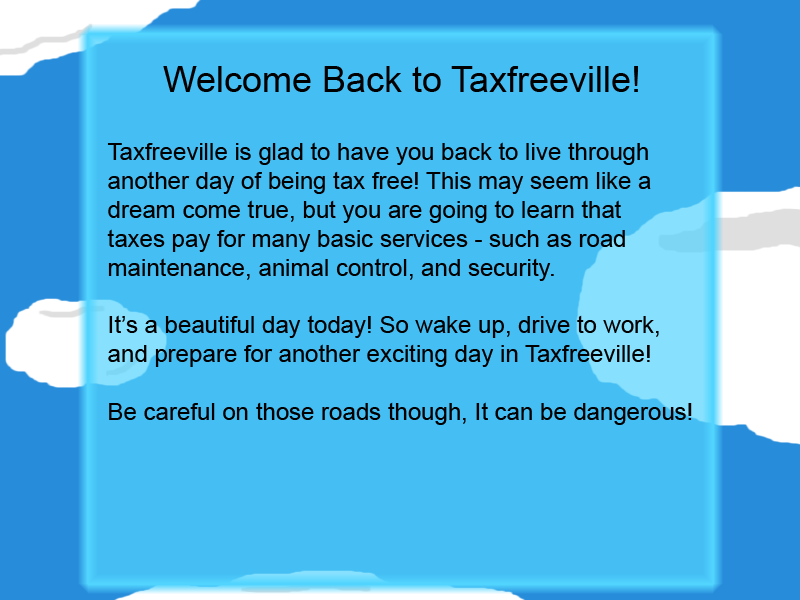 Welcome Back to Taxfreeville!
Taxfreeville is glad to have you back to live through
another day of being tax free! This may seem like a
dream come true, but you are going to learn that
taxes pay for many basic services - such as road
maintenance, animal control, and security.
It’s a beautiful day today! So wake up, drive to work,
and prepare for another exciting day in Taxfreeville!
Be careful on those roads though, It can be dangerous!